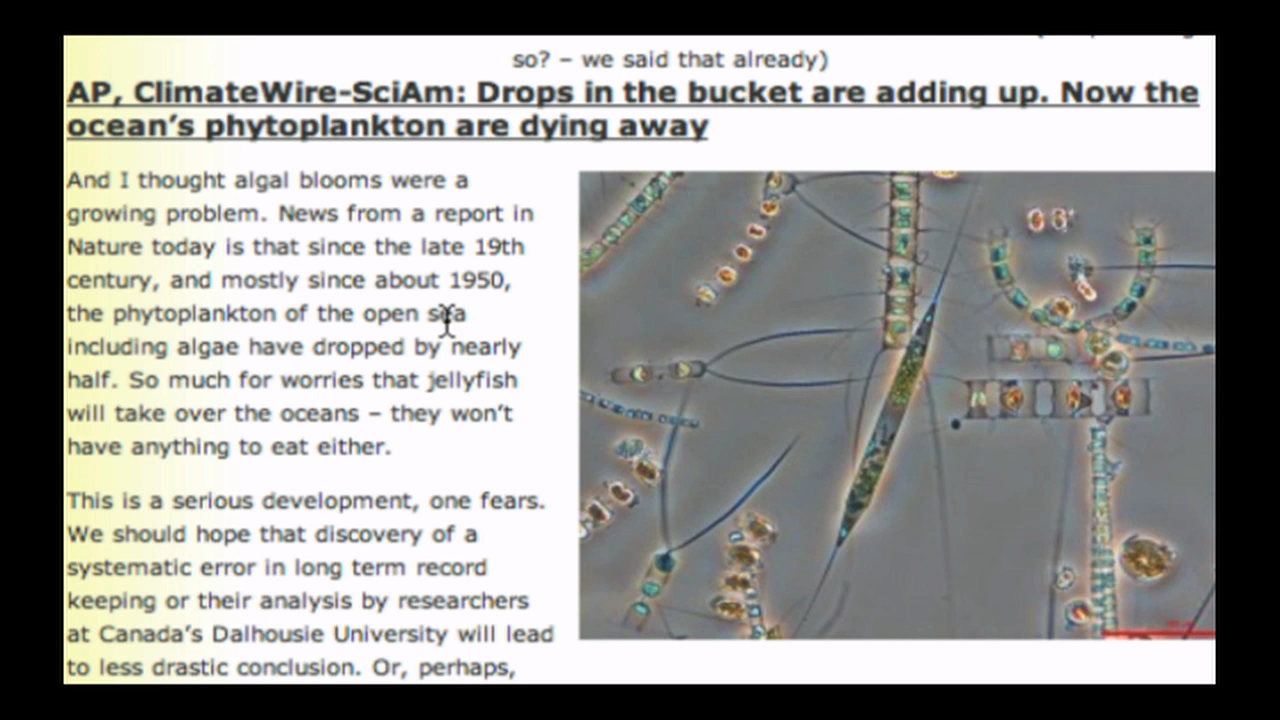 so? – we said that already)
AP, ClimateWire-SciAm: Drops in the bucket are adding up. Now the
ocean's phytoplankton are dying away
And I thought algal blooms were a
growing problem. News from a report in
Nature today is that since the late 19th
century, and mostly since about 1950,
the phytoplankton of the open sea
including algae have dropped by nearly
half. So much for worries that jellyfish
will take over the oceans – they won't
have anything to eat either.
This is a serious development, one fears.
We should hope that discovery of a
systematic error in long term record
keeping or their analysis by researchers
at Canada's Dalhousie University will lead
to less drastic conclusion. Or, perhaps,